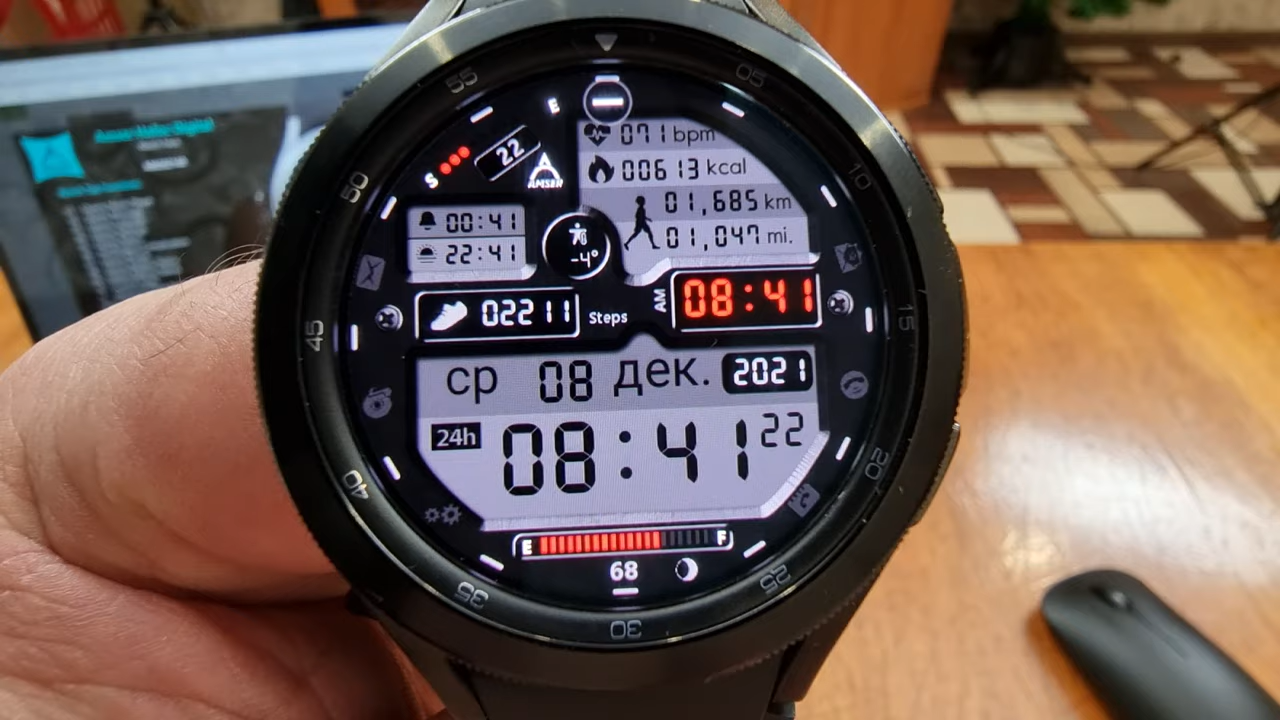 55
05
50
10
45
15
40
20
35
25
30
E
S
22
AMSER
071 bpm
00613 kcal
01,685 km
01,047 mi.
00:41
22:41
-4°
02211 Steps
AM 08:41
ср 08 дек. 2021
24h 08:41 22
E F
68